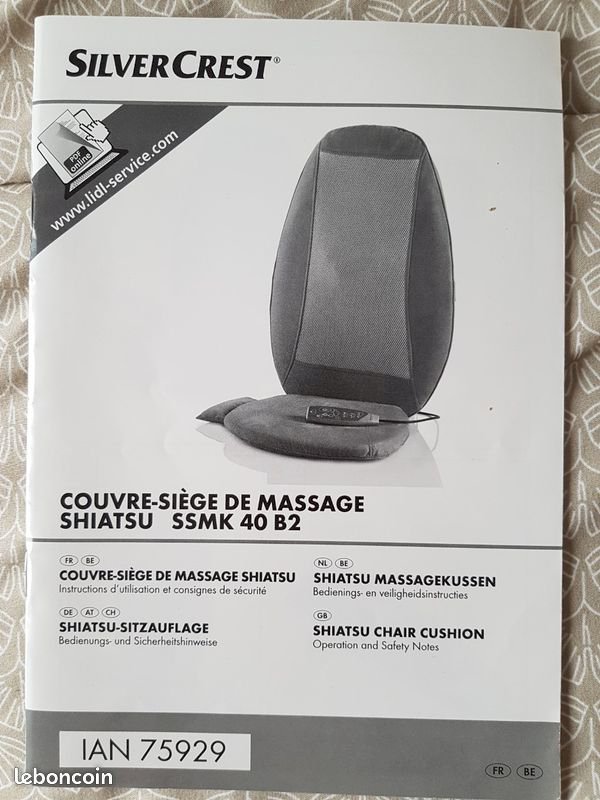 SILVERCREST®
PDF online
www.lidl-service.com
COUVRE-SIÈGE DE MASSAGE
SHIATSU SSMK 40 B2
FR BE
COUVRE-SIÈGE DE MASSAGE SHIATSU
Instructions d'utilisation et consignes de sécurité
DE AT CH
SHIATSU-SITZAUFLAGE
Bedienungs- und Sicherheitshinweise
NL BE
SHIATSU MASSAGEKUSSEN
Bedienings- en veiligheidsinstructies
GB
SHIATSU CHAIR CUSHION
Operation and Safety Notes
IAN 75929
FR BE
leboncoin